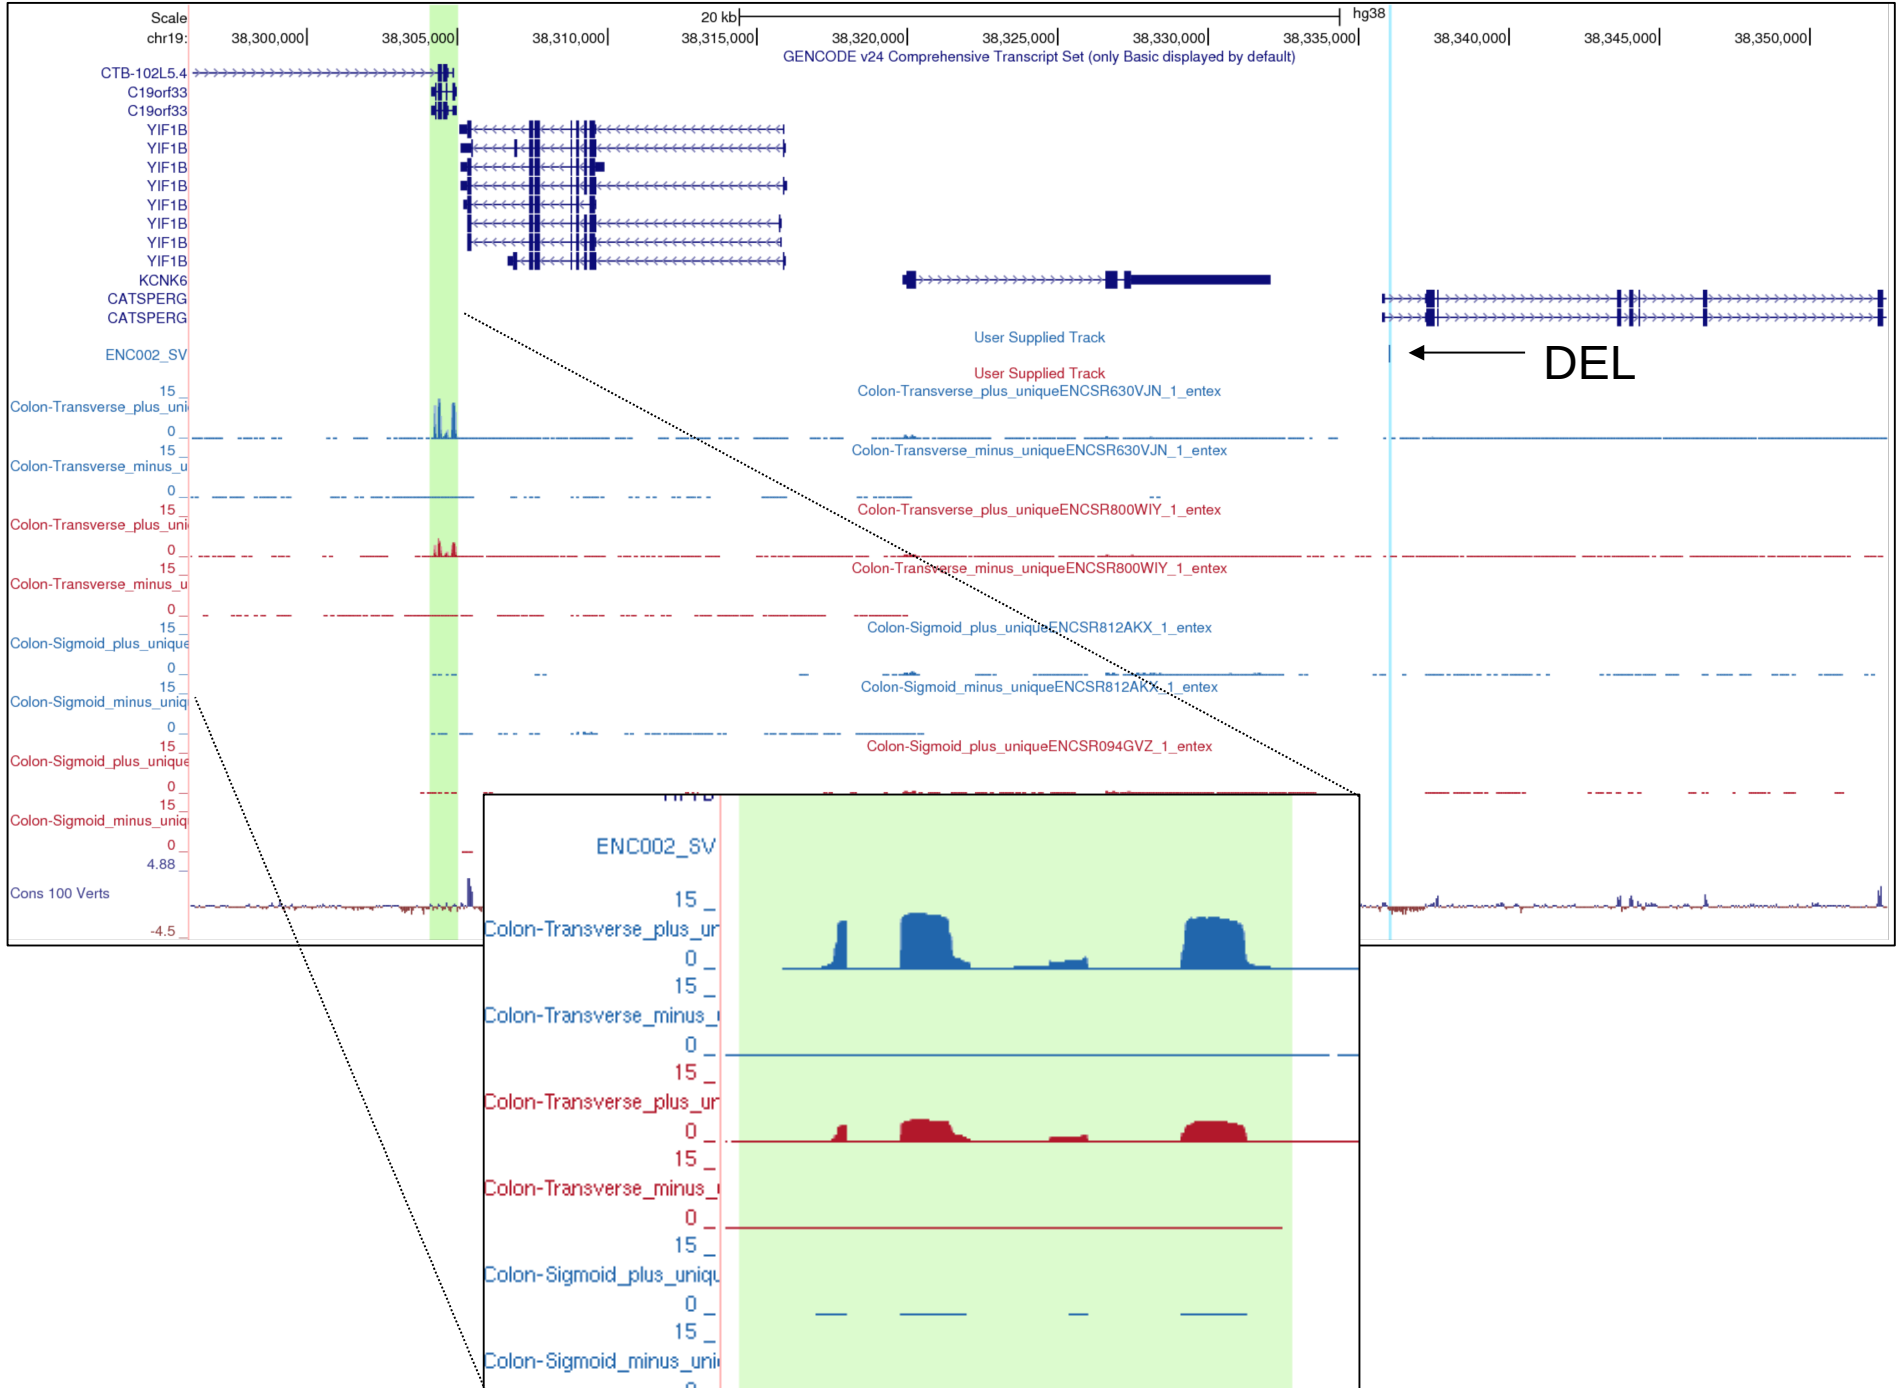 Scale 20 kb hg38
chr19: 38,300,000 38,305,000 38,310,000 38,315,000 38,320,000 38,325,000 38,330,000 38,335,000 38,340,000 38,345,000 38,350,000
GENCODE v24 Comprehensive Transcript Set (only Basic displayed by default)
CTB-102L5.4
C19orf33
C19orf33
YIF1B
YIF1B
YIF1B
YIF1B
YIF1B
YIF1B
YIF1B
YIF1B
KCNK6
CATSPERG
CATSPERG
User Supplied Track
ENC002_SV
DEL
User Supplied Track
15
Colon-Transverse_plus_uniqueENCSR630VJN_1_entex
Colon-Transverse_plus_uni
0
15
Colon-Transverse_minus_uniqueENCSR630VJN_1_entex
Colon-Transverse_minus_u
0
15
Colon-Transverse_plus_uniqueENCSR800WIY_1_entex
Colon-Transverse_plus_uni
0
15
Colon-Transverse_minus_uniqueENCSR800WIY_1_entex
Colon-Transverse_minus_u
0
15
Colon-Sigmoid_plus_uniqueENCSR812AKX_1_entex
Colon-Sigmoid_plus_unique
0
15
Colon-Sigmoid_minus_uniqueENCSR812AKX_1_entex
Colon-Sigmoid_minus_uniq
0
15
Colon-Sigmoid_plus_uniqueENCSR094GVZ_1_entex
Colon-Sigmoid_plus_unique
0
15
Colon-Sigmoid_minus_uniq
0
4.88
Cons 100 Verts
-4.5
ENC002_SV
15
Colon-Transverse_plus_ur
0
15
Colon-Transverse_minus_
0
15
Colon-Transverse_plus_ur
0
15
Colon-Transverse_minus_
0
15
Colon-Sigmoid_plus_uniqu
0
15
Colon-Sigmoid_minus_uni